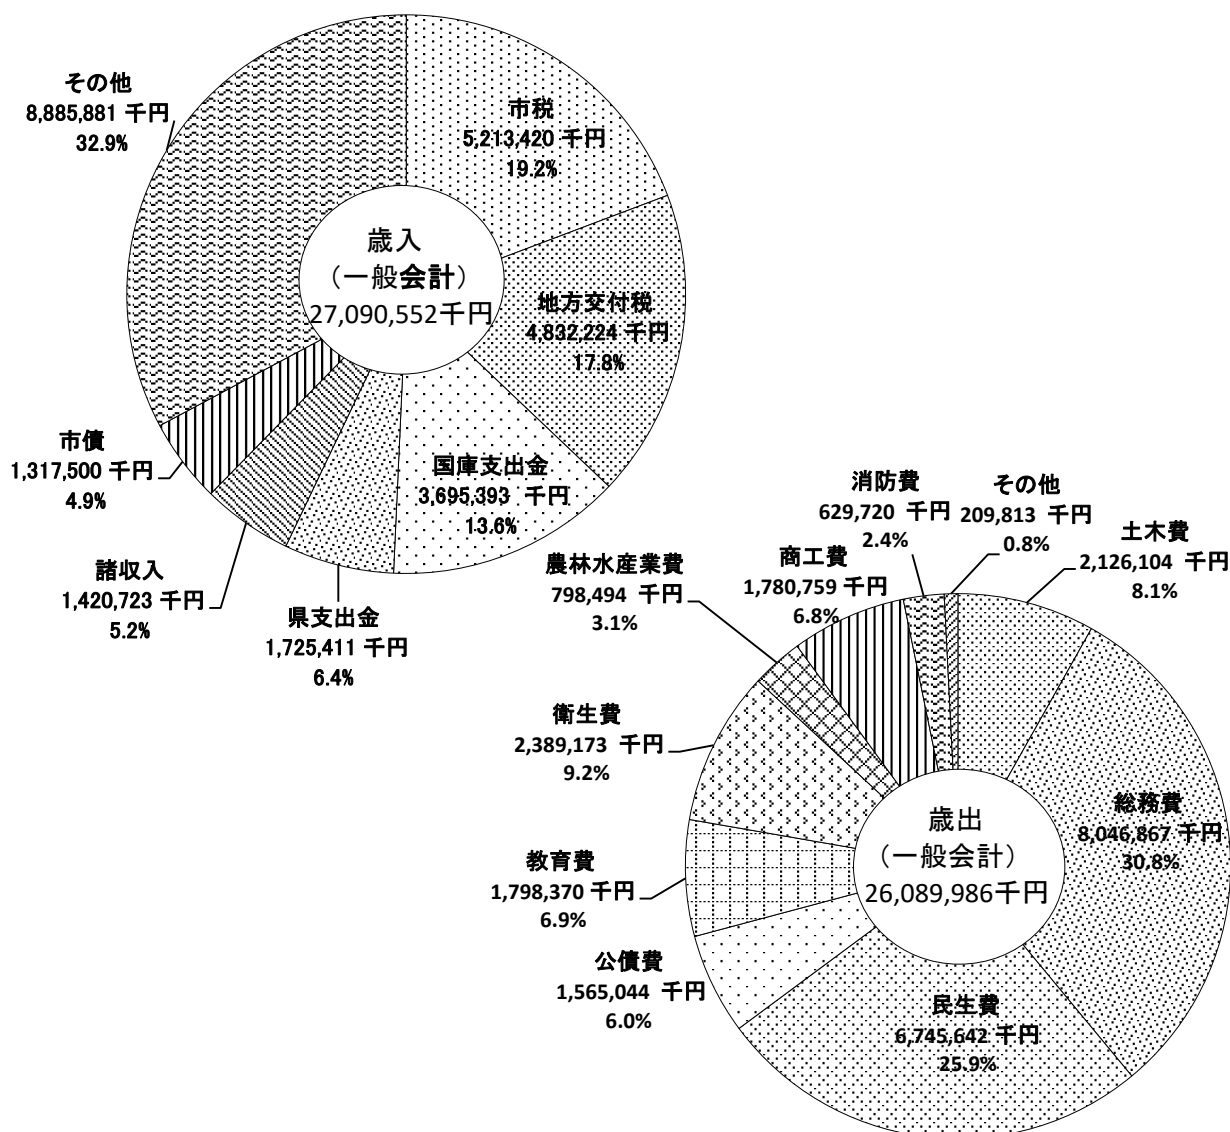 その他
8,885,881 千円
32.9%
市税
5,213,420 千円
19.2%
歳入
（一般会計）
27,090,552千円
地方交付税
4,832,224 千円
17.8%
国庫支出金
3,695,393 千円
13.6%
市債
1,317,500 千円
4.9%
諸収入
1,420,723 千円
5.2%
県支出金
1,725,411 千円
6.4%
消防費
629,720 千円
2.4%
その他
209,813 千円
0.8%
土木費
2,126,104 千円
8.1%
農林水産業費
798,494 千円
3.1%
商工費
1,780,759 千円
6.8%
衛生費
2,389,173 千円
9.2%
総務費
8,046,867 千円
30.8%
歳出
（一般会計）
26,089,986千円
教育費
1,798,370 千円
6.9%
公債費
1,565,044 千円
6.0%
民生費
6,745,642 千円
25.9%